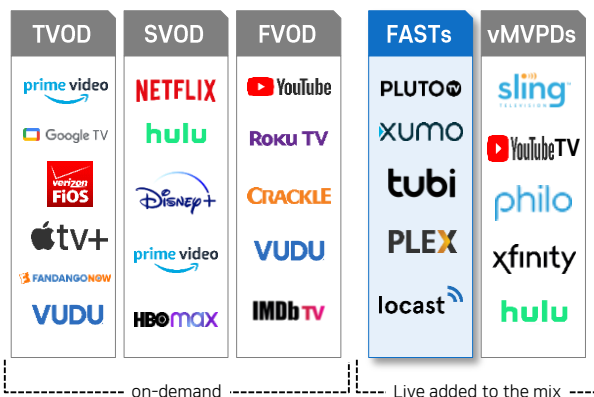 TVOD
prime video
Google TV
verizon
FiOS
tv+
FANDANGONOW
VUDU
SVOD
NETFLIX
hulu
Disney+
prime video
HBOmax
FVOD
YouTube
ROKU TV
CRACKLE
VUDU
IMDb TV
FASTs
PLUTO TV
xumo
tubi
PLEX
locast
vMVPDs
sling
TELEVISION
YouTubeTV
philo
xfinity
hulu
on-demand
Live added to the mix